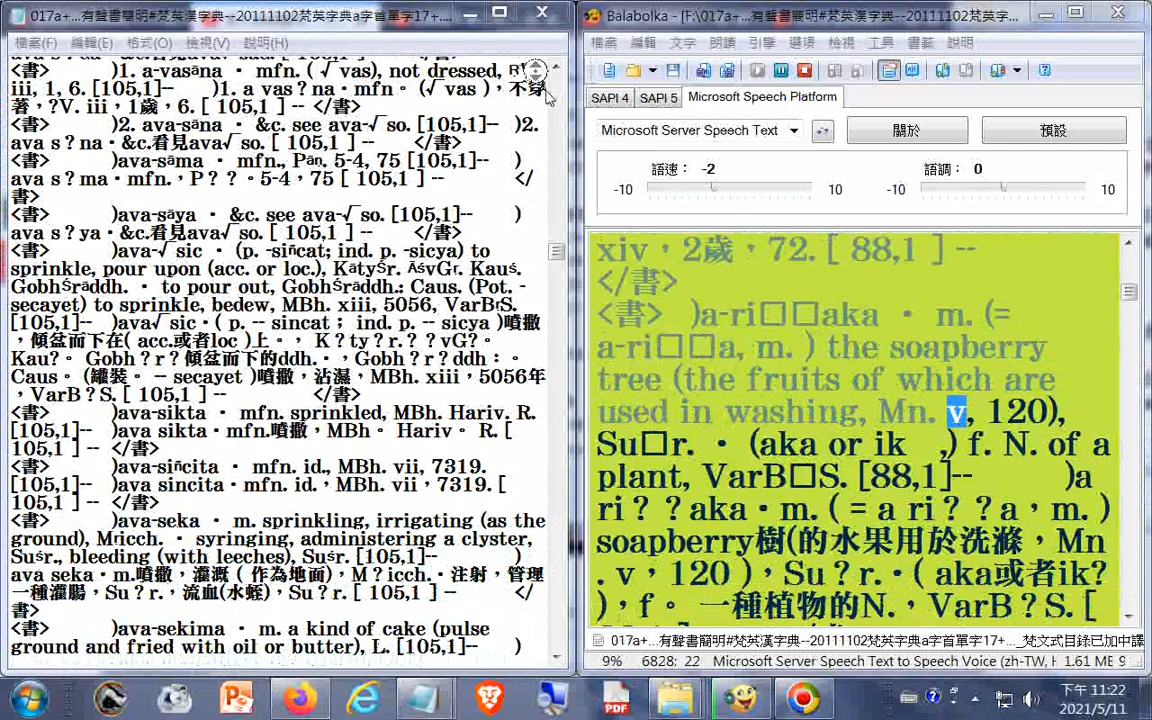 017a+...有聲書簡明#梵英漢字典--20111102梵英字典a字首單字17+...
檔案(F) 編輯(E) 格式(O) 檢視(V) 說明(H)
<書> )1. a-vasāna ・ mfn. (√ vas), not dressed,
iii, 1, 6. [105,1]-- )1. a vas？na・mfn。(√ vas )，不穿
著，?V. iii，1歲，6. [ 105,1 ] -- </書>
<書> )2. ava-sāna ・ &c. see ava-√so. [105,1]-- )2.
ava s？na・&c.看見ava√ so. [ 105,1 ] -- </書>
<書> )ava-sāma ・ mfn., Pāṇ. 5-4, 75 [105,1]-- )
ava s？ma・mfn.，P？？。5-4，75 [ 105,1 ] -- </
書>
<書> )ava-sāya ・ &c. see ava-√so. [105,1]-- )
ava s？ya・&c.看見ava√ so. [ 105,1 ] -- </書>
<書> )ava-√ sic ・ (p. -siñcat; ind. p. -sicya) to
sprinkle, pour upon (acc. or loc.), KātyŚr. ĀśvGṛ. Kauś.
GobhŚrāddh. ・ to pour out, GobhŚrāddh.: Caus. (Pot. -
secayet) to sprinkle, bedew, MBh. xiii, 5056, VarBṛS.
[105,1]-- )ava√ sic・( p. -- sincat； ind. p. -- sicya )噴撒
，傾盆而下在( acc.或者loc )上。， K？ty？r.？？vG?。
Kau?。 Gobh？r？傾盆而下的ddh.・，Gobh？r？ddh：。
Caus。(罐裝。 -- secayet )噴撒，沾濕，MBh. xiii，5056年
，VarB？S. [ 105,1 ] -- </書>
<書> )ava-sikta ・ mfn. sprinkled, MBh. Hariv. R.
[105,1]-- )ava sikta・mfn.噴撒，MBh。 Hariv。 R. [
105,1 ] -- </書>
<書> )ava-siñcita ・ mfn. id., MBh. vii, 7319.
[105,1]-- )ava sincita・mfn. id.，MBh. vii，7319. [
105,1 ] -- </書>
<書> )ava-seka ・ m. sprinkling, irrigating (as the
ground), Mṛicch. ・ syringing, administering a clyster,
Suśr., bleeding (with leeches), Suśr. [105,1]-- )
ava seka・m.噴撒，灌溉 ( 作為地面)，M？icch.・注射，管理
一種灌腸，Su？r.，流血(水蛭)，Su？r. [ 105,1 ] -- </
書>
<書> )ava-sekima ・ m. a kind of cake (pulse
ground and fried with oil or butter), L. [105,1]-- )
Balabolka - [F:\017a+...有聲書簡明#梵英漢字典--20111102梵英字...
檔案 編輯 文字 朗讀 引擎 選項 檢視 工具 書籤 說明
SAPI 4 SAPI 5 Microsoft Speech Platform
Microsoft Server Speech Text 關於 預設
語速： -2 語調： 0
-10 10 -10 10
xiv，2歲，72. [ 88,1 ] --
</書>
<書> )a-ri□□aka ・ m. (=
a-ri□□a, m. ) the soapberry
tree (the fruits of which are
used in washing, Mn. v, 120),
Su□r. ・ (aka or ik ,) f. N. of a
plant, VarB□S. [88,1]-- )a
ri？？aka・m. ( = a ri？？a，m. )
soapberry樹(的水果用於洗滌，Mn
. v，120 )，Su？r.・( aka或者ik?
)，f。 一種植物的N.，VarB？S. [
017a+...有聲書簡明#梵英漢字典--20111102梵英字典a字首單字17+..._梵文式目錄已加中譯
9% 6828: 22 Microsoft Server Speech Text to Speech Voice (zh-TW, H 1.61 MB 9
下午 11:22
2021/5/11